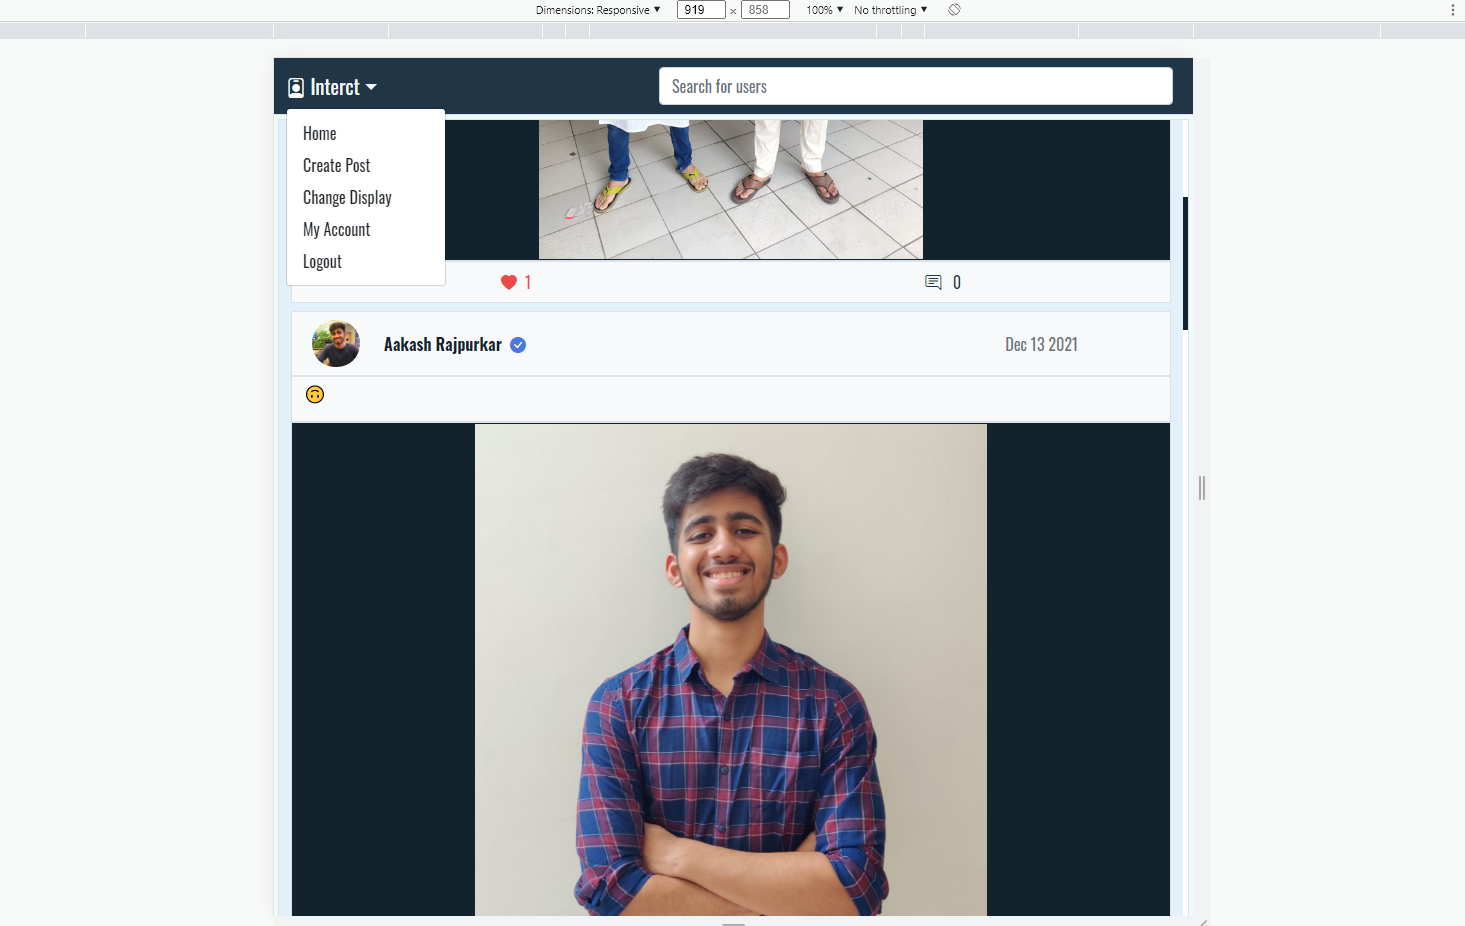 Dimensions: Responsive ▼ 919 × 858 100% ▼ No throttling ▼
Interct
Search for users
Home
Create Post
Change Display
My Account
Logout
1 0
Aakash Rajpurkar Dec 13 2021